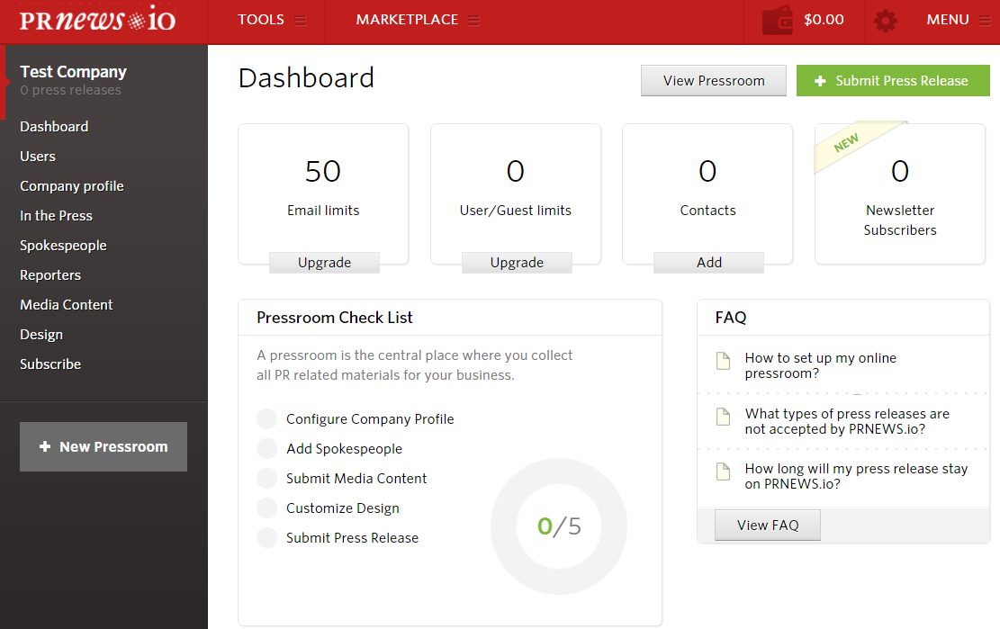 PRnews.io
TOOLS
MARKETPLACE
$0.00
MENU
Test Company
0 press releases
Dashboard
Users
Company profile
In the Press
Spokespeople
Reporters
Media Content
Design
Subscribe
+ New Pressroom
Dashboard
View Pressroom
+ Submit Press Release
50
Email limits
Upgrade
0
User/Guest limits
Upgrade
0
Contacts
Add
NEW
0
Newsletter
Subscribers
Pressroom Check List
A pressroom is the central place where you collect
all PR related materials for your business.
Configure Company Profile
Add Spokespeople
Submit Media Content
Customize Design
Submit Press Release
0/5
FAQ
How to set up my online
pressroom?
What types of press releases are
not accepted by PRNEWS.io?
How long will my press release stay
on PRNEWS.io?
View FAQ